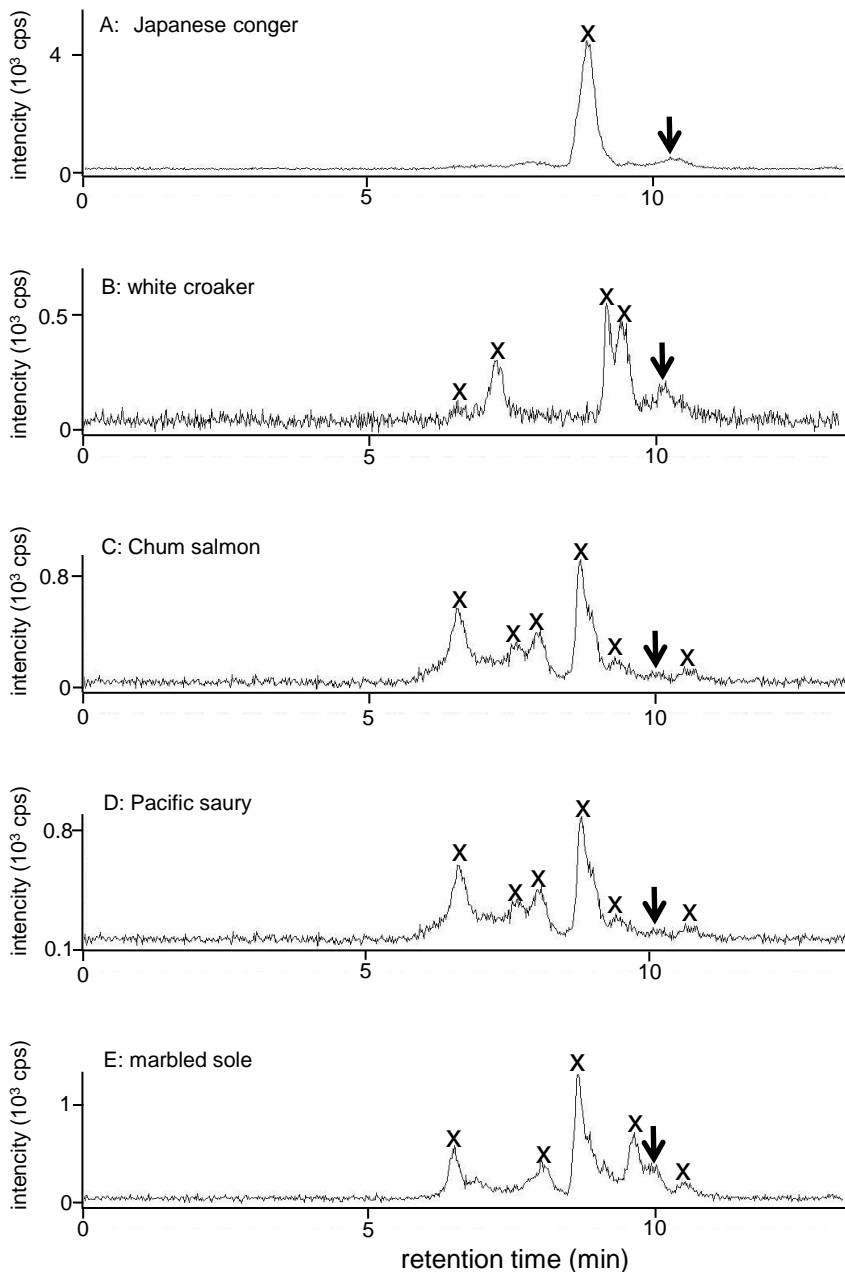 A: Japanese conger
intencity (10³ cps)
4
0
x
0 5 10
B: white croaker
intencity (10³ cps)
0.5
0
x x x x
0 5 10
C: Chum salmon
intencity (10³ cps)
0.8
0
x x x x x x
0 5 10
D: Pacific saury
intencity (10³ cps)
0.8
0.1
x x x x x x
0 5 10
E: marbled sole
intencity (10³ cps)
1
0
x x x x x
0 5 10
retention time (min)